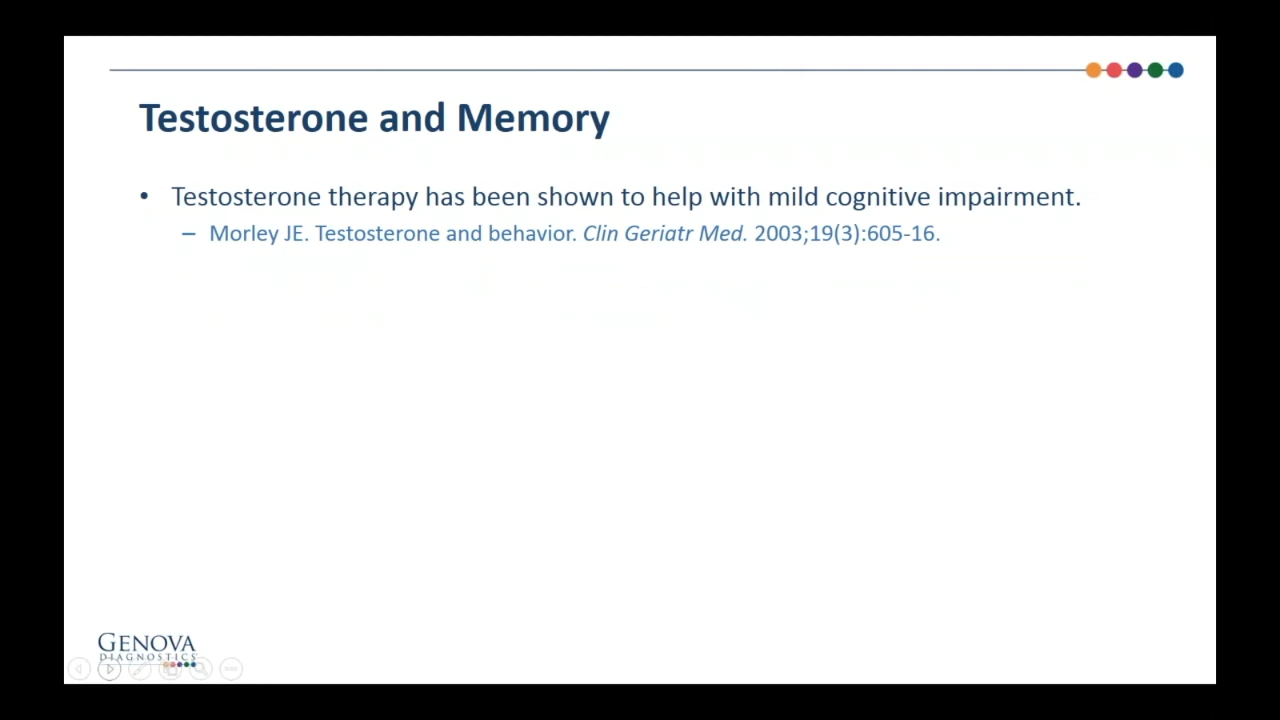 Testosterone and Memory
• Testosterone therapy has been shown to help with mild cognitive impairment.
– Morley JE. Testosterone and behavior. Clin Geriatr Med. 2003;19(3):605-16.
GENOVA
DIAGNOSTICS